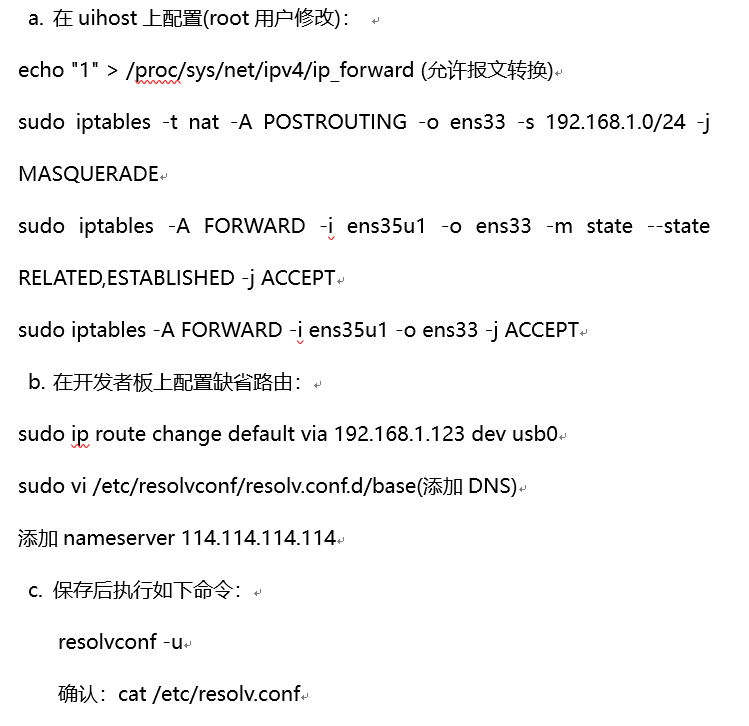 a. 在 uihost 上配置(root 用户修改)：
echo "1" > /proc/sys/net/ipv4/ip_forward (允许报文转换)
sudo iptables -t nat -A POSTROUTING -o ens33 -s 192.168.1.0/24 -j
MASQUERADE
sudo iptables -A FORWARD -i ens35u1 -o ens33 -m state --state
RELATED,ESTABLISHED -j ACCEPT
sudo iptables -A FORWARD -i ens35u1 -o ens33 -j ACCEPT
b. 在开发者板上配置缺省路由：
sudo ip route change default via 192.168.1.123 dev usb0
sudo vi /etc/resolvconf/resolv.conf.d/base(添加 DNS)
添加 nameserver 114.114.114.114
c. 保存后执行如下命令：
resolvconf -u
确认：cat /etc/resolv.conf